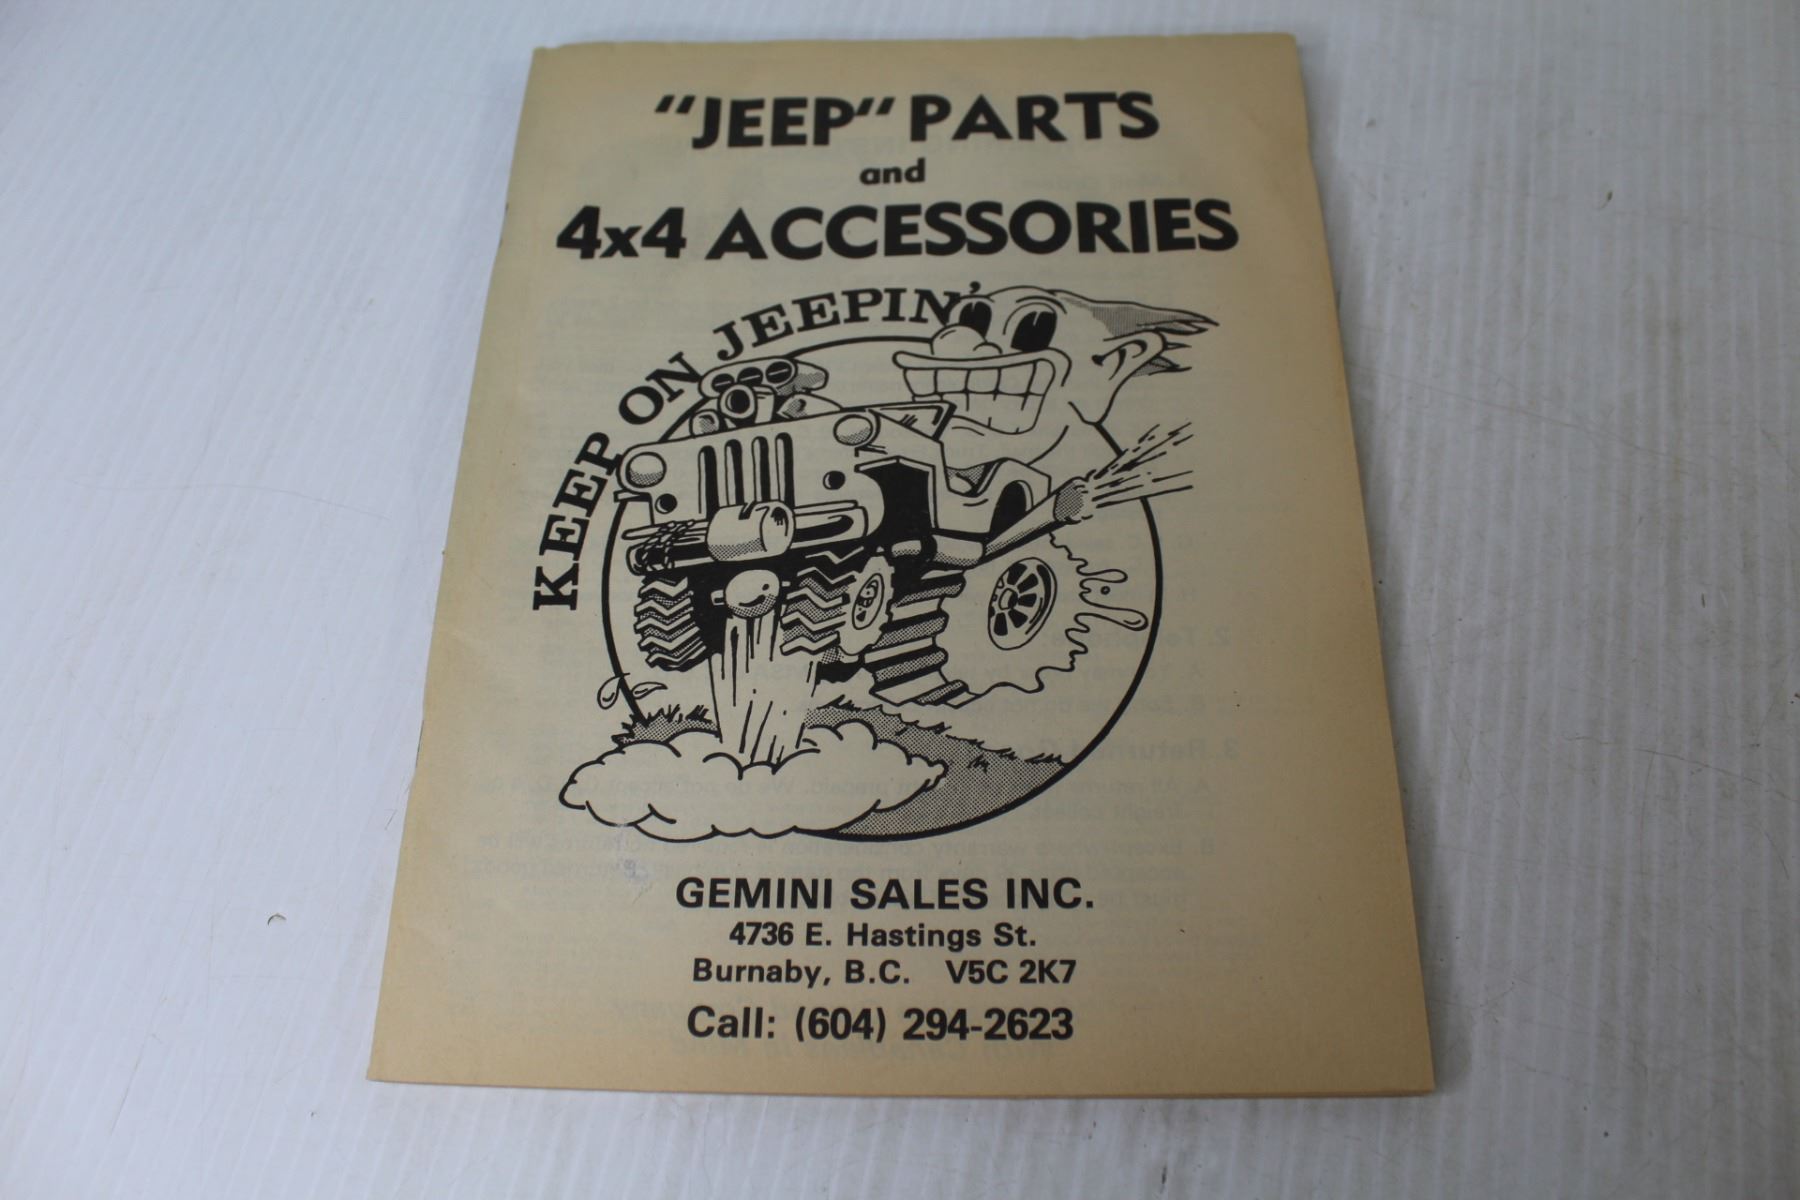 "JEEP" PARTS
and
4x4 ACCESSORIES
KEEP ON JEEPIN'
GEMINI SALES INC.
4736 E. Hastings St.
Burnaby, B.C. V5C 2K7
Call: (604) 294-2623